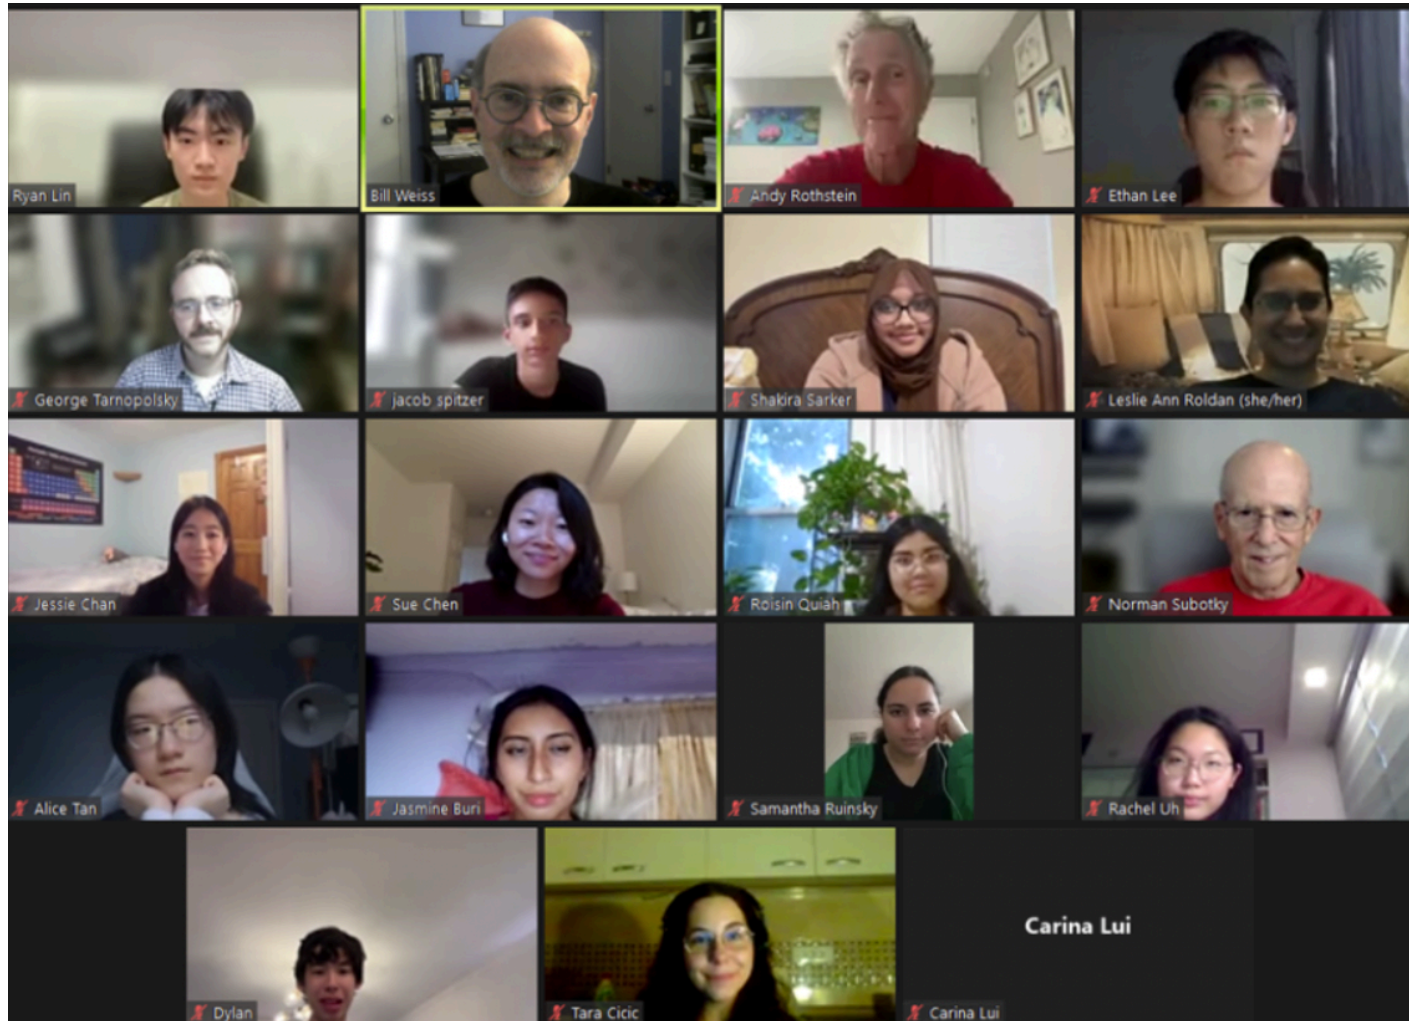 Ryan Lin
Bill Weiss
Andy Rothstein
Ethan Lee
George Tarnopolsky
jacob spitzer
Shakira Sarker
Leslie Ann Roldan (she/her)
Jessie Chan
Sue Chen
Roisin Quiah
Norman Subotky
Alice Tan
Jasmine Buri
Samantha Ruinsky
Rachel Uh
Dylan
Tara Cicic
Carina Lui
Carina Lui